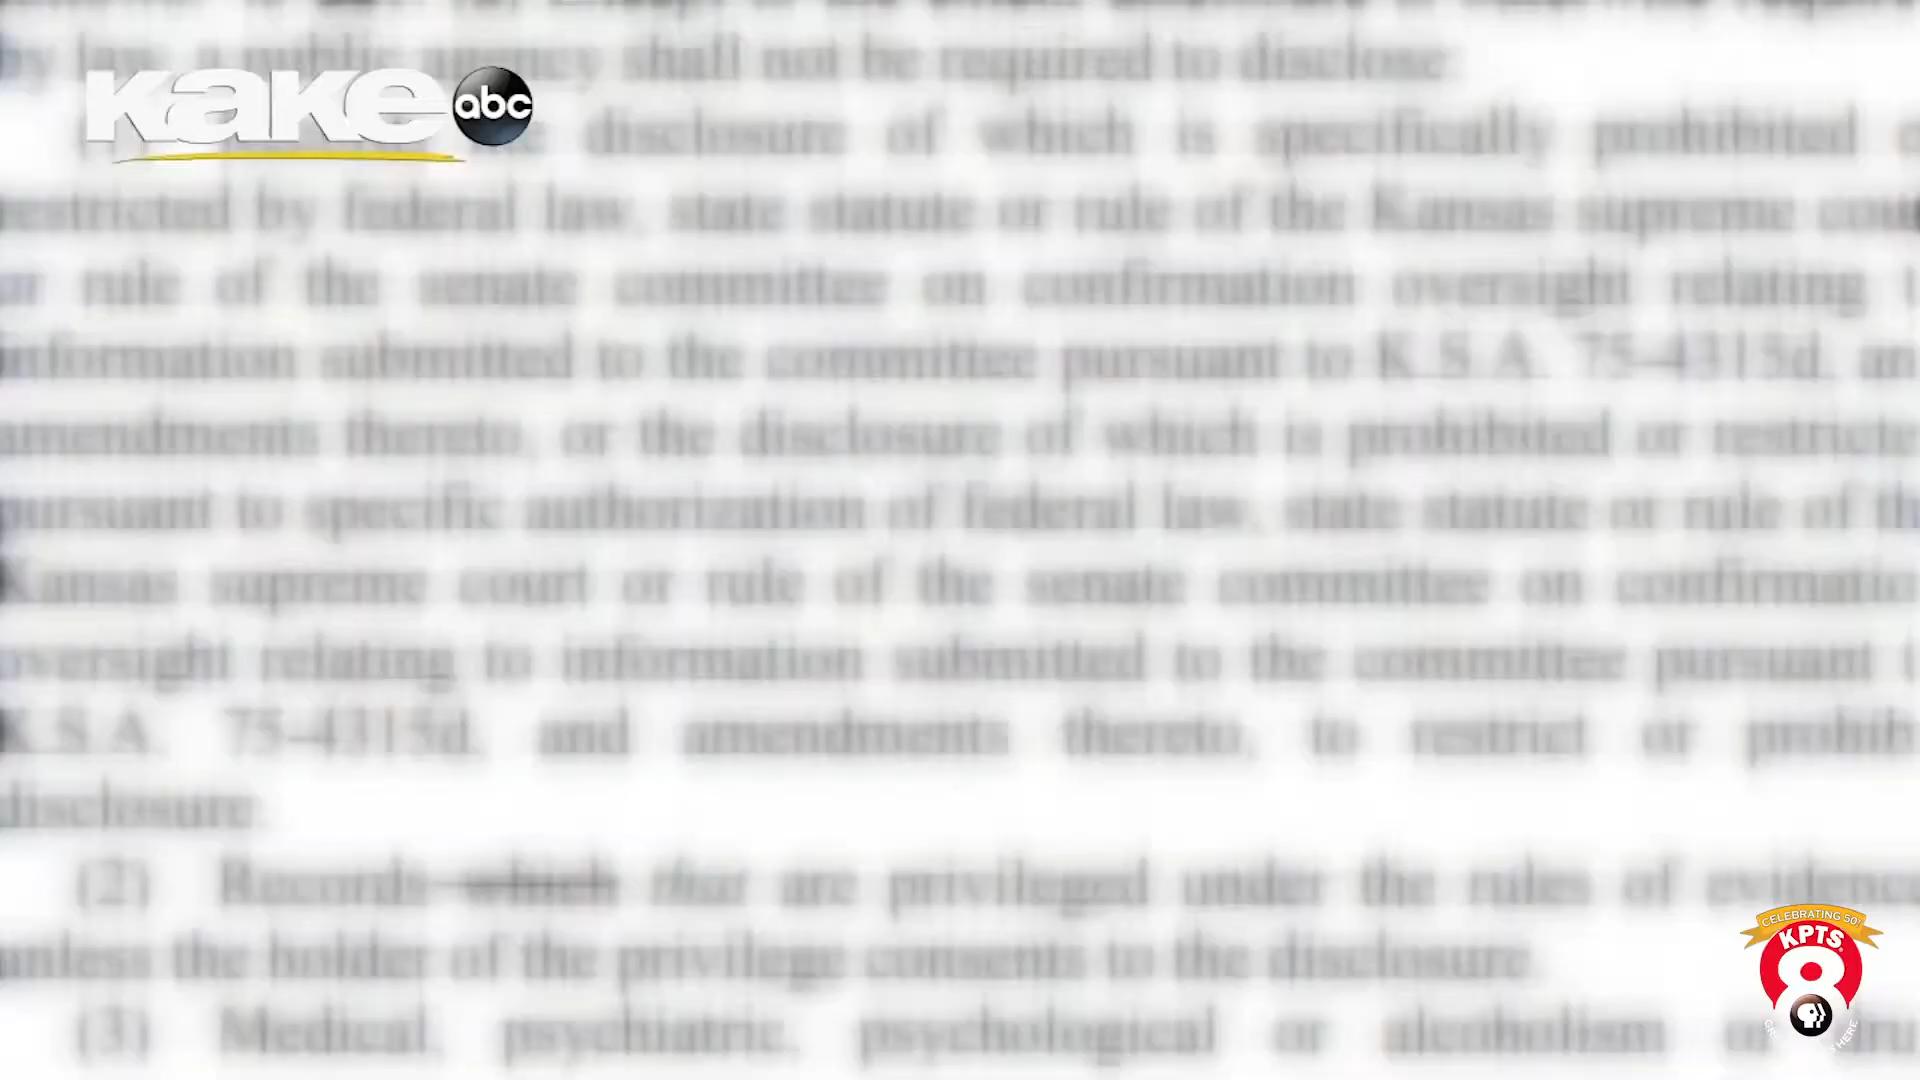 by law, a public agency shall not be required to disclose:
kake abc
disclosure of which is specifically prohibited
restricted by federal law, state statute or rule of the Kansas supreme
or rule of the senate committee on confirmation oversight relating
information submitted to the committee pursuant to K.S.A. 75-4315d,
amendments thereto, or the disclosure of which is prohibited or
pursuant to specific authorization of federal law, state statute or rule of
Kansas supreme court or rule of the senate committee on
oversight relating to information submitted to the committee pursuant
K.S.A. 75-4315d, and amendments thereto, to restrict or
disclosure.
(2) Records which that are privileged under the rules of
unless the holder of the privilege consents to the disclosure.
(3) Medical, psychiatric, psychological or alcoholism or
CELEBRATING 50!
KPTS
8